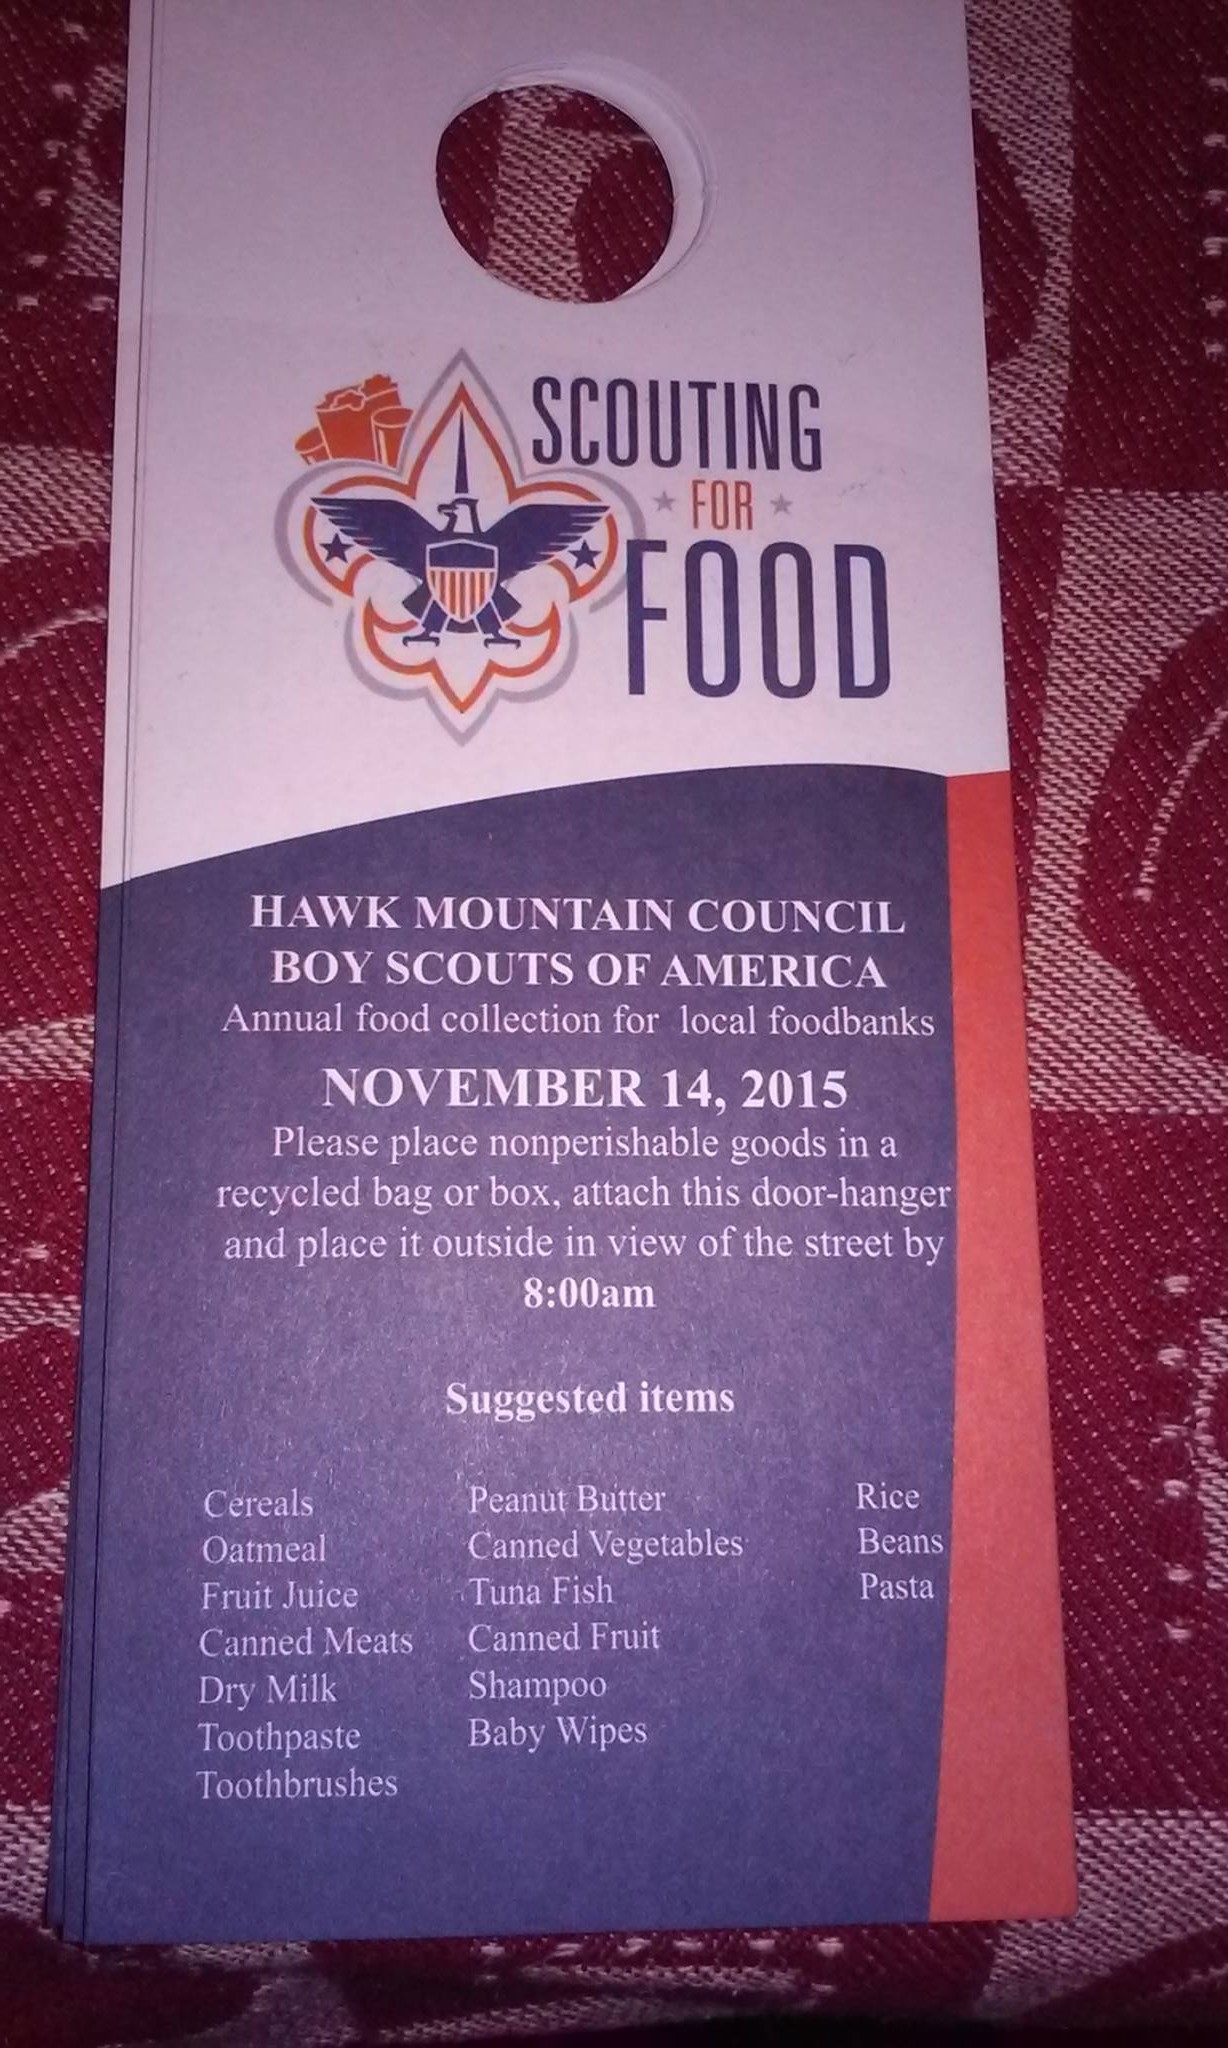 SCOUTING
FOR
FOOD
HAWK MOUNTAIN COUNCIL
BOY SCOUTS OF AMERICA
Annual food collection for local foodbanks
NOVEMBER 14, 2015
Please place nonperishable goods in a
recycled bag or box, attach this door-hanger
and place it outside in view of the street by
8:00am
Suggested items
Cereals
Oatmeal
Fruit Juice
Canned Meats
Dry Milk
Toothpaste
Toothbrushes
Peanut Butter
Canned Vegetables
Tuna Fish
Canned Fruit
Shampoo
Baby Wipes
Rice
Beans
Pasta